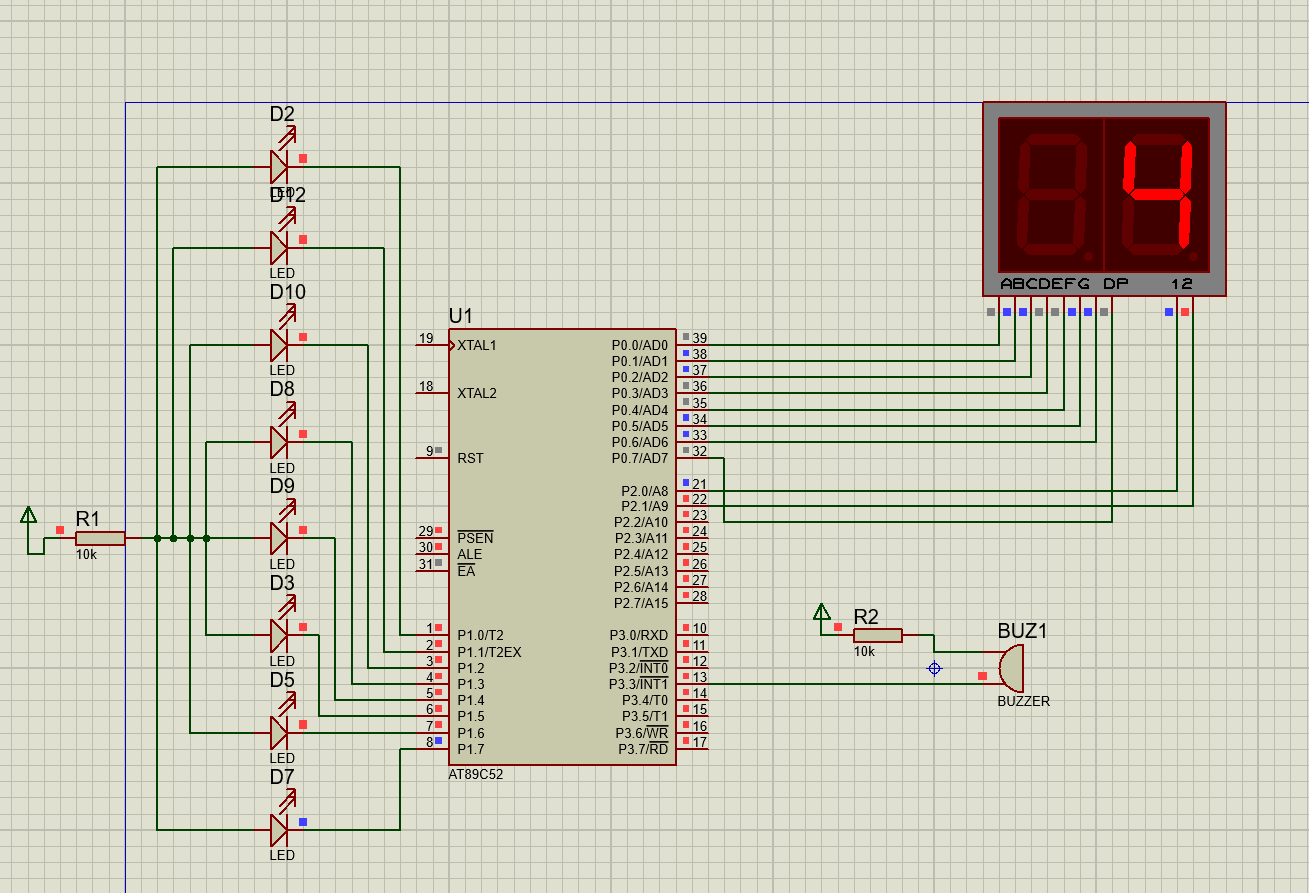 D2
LED
D12
LED
D10
LED
D8
LED
D9
LED
D3
LED
D5
LED
D7
LED
R1
10k
U1
19 XTAL1
18 XTAL2
9 RST
29 PSEN
30 ALE
31 EA
1 P1.0/T2
2 P1.1/T2EX
3 P1.2
4 P1.3
5 P1.4
6 P1.5
7 P1.6
8 P1.7
P0.0/AD0 39
P0.1/AD1 38
P0.2/AD2 37
P0.3/AD3 36
P0.4/AD4 35
P0.5/AD5 34
P0.6/AD6 33
P0.7/AD7 32
P2.0/A8 21
P2.1/A9 22
P2.2/A10 23
P2.3/A11 24
P2.4/A12 25
P2.5/A13 26
P2.6/A14 27
P2.7/A15 28
P3.0/RXD 10
P3.1/TXD 11
P3.2/INT0 12
P3.3/INT1 13
P3.4/T0 14
P3.5/T1 15
P3.6/WR 16
P3.7/RD 17
AT89C52
4
ABCDEFG DP 12
R2
10k
BUZ1
BUZZER